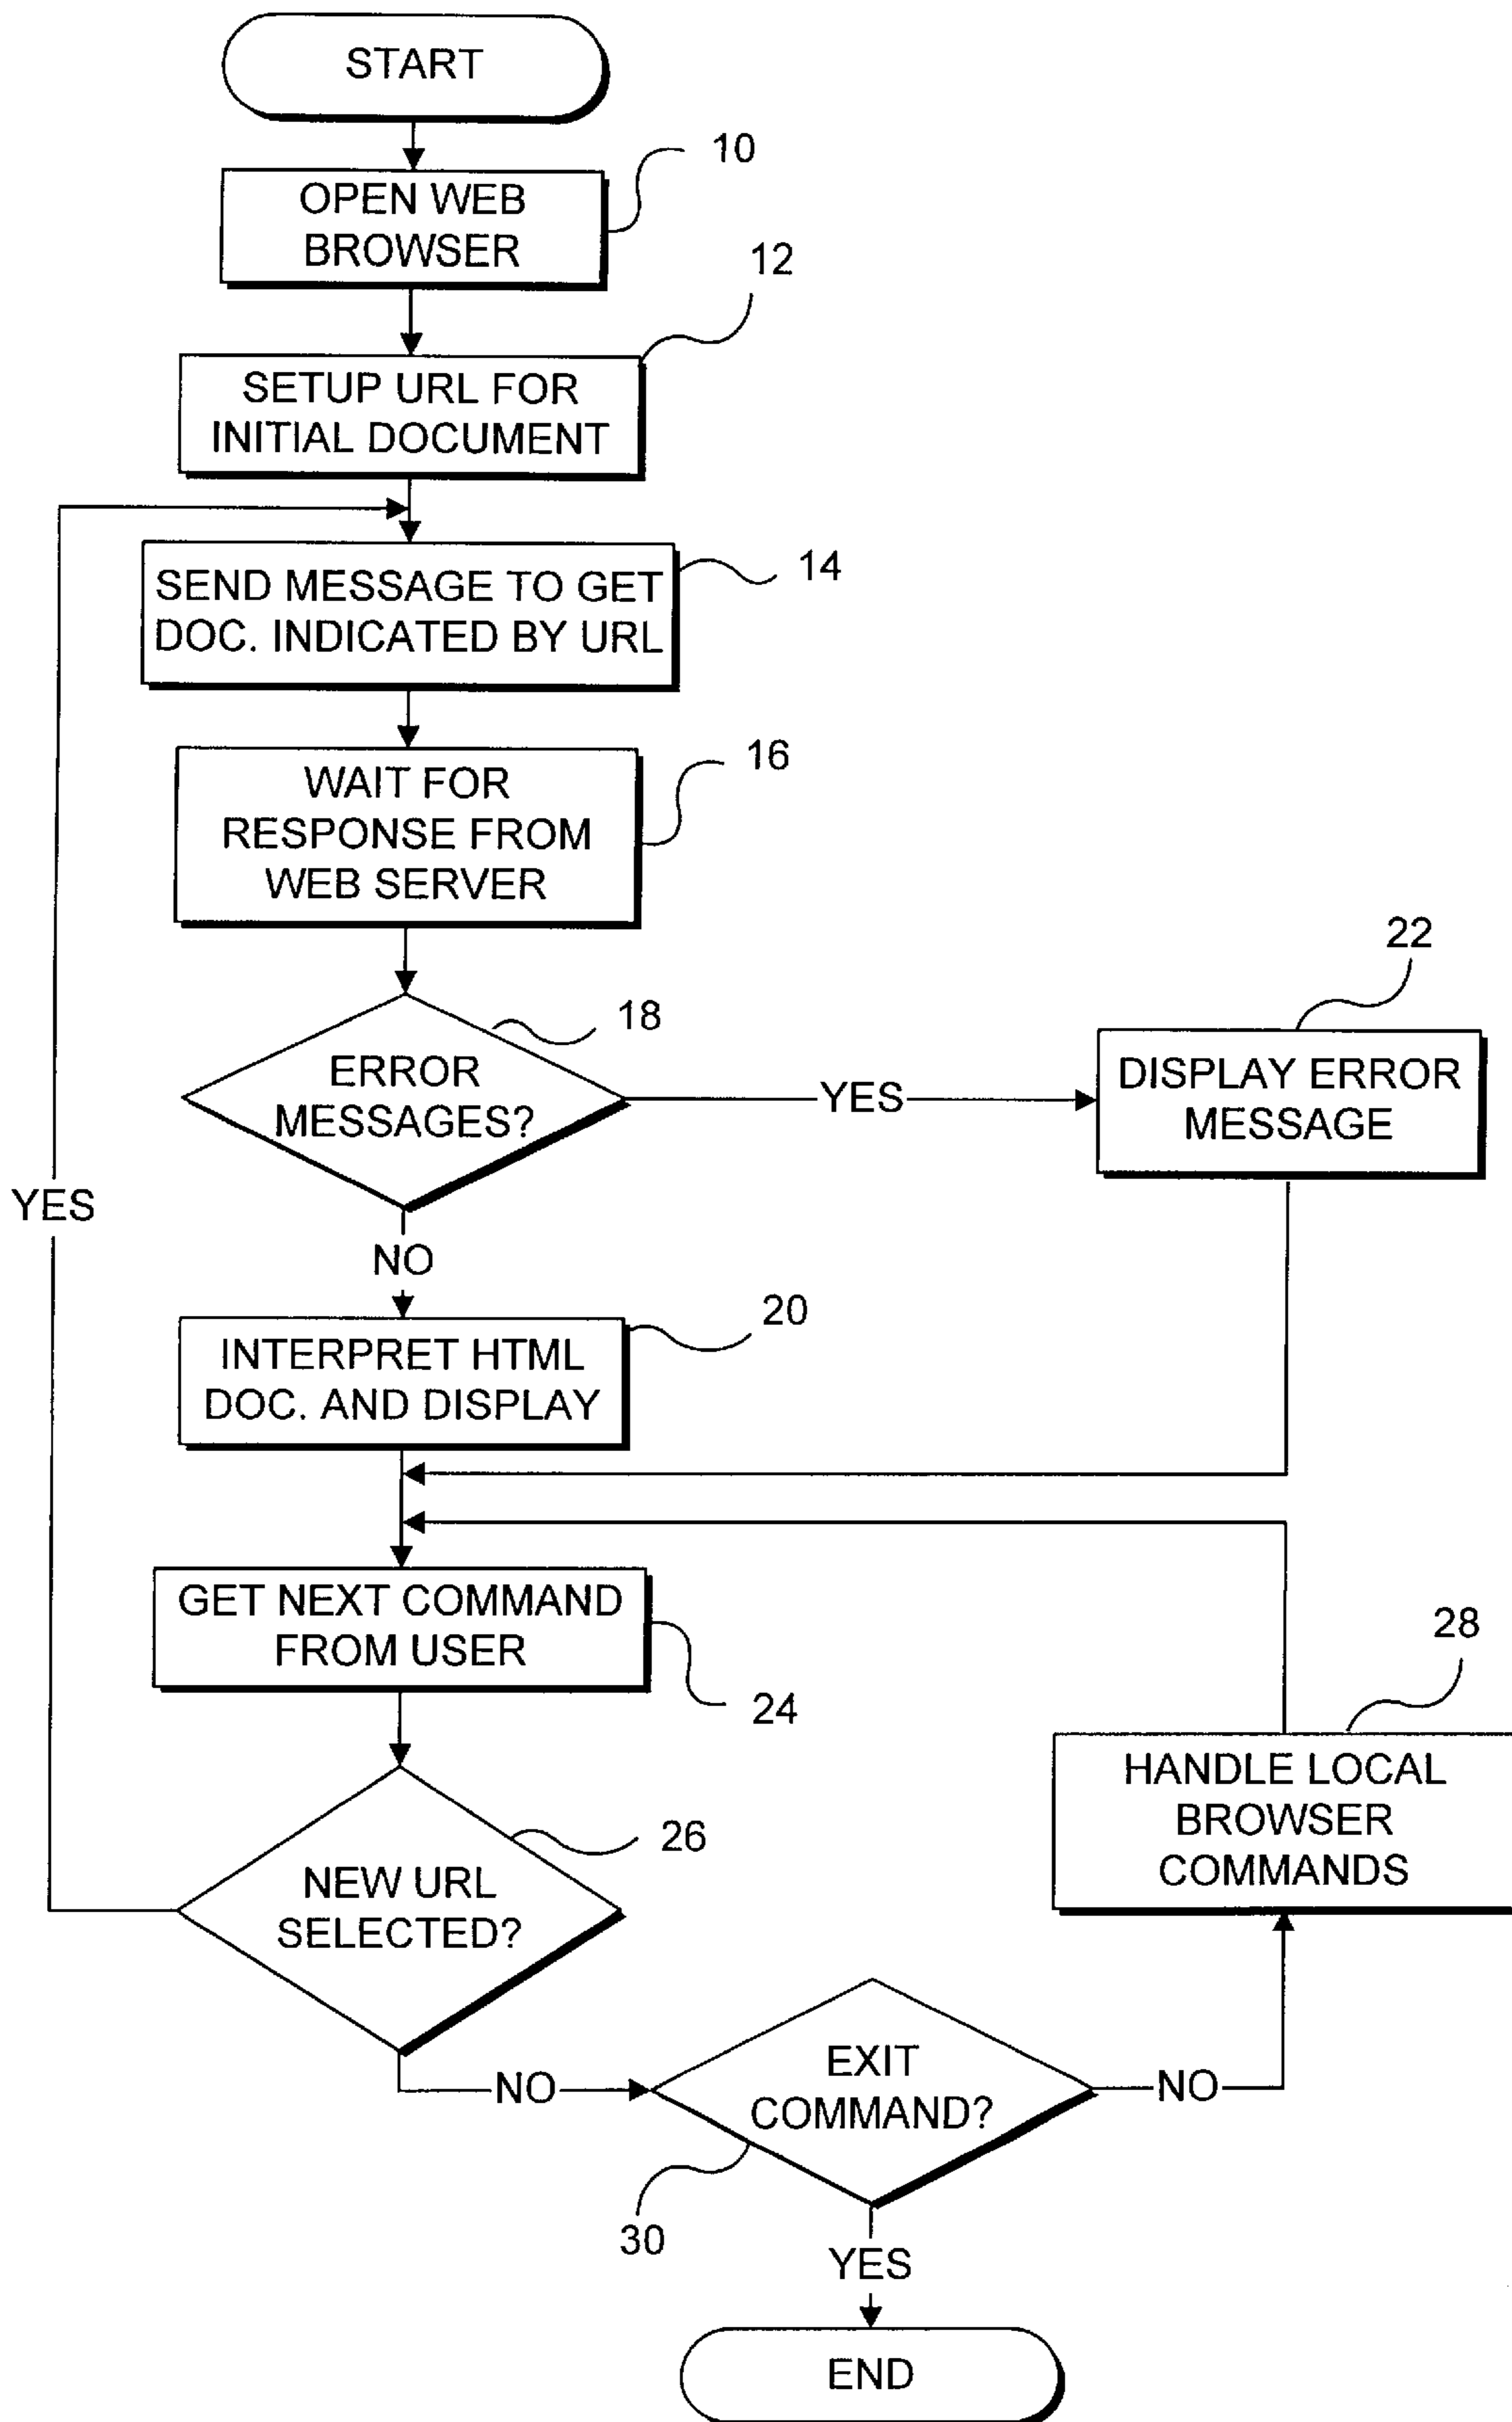 START
10
OPEN WEB
BROWSER
12
SETUP URL FOR
INITIAL DOCUMENT
14
SEND MESSAGE TO GET
DOC. INDICATED BY URL
16
WAIT FOR
RESPONSE FROM
WEB SERVER
18
ERROR
MESSAGES?
YES
22
DISPLAY ERROR
MESSAGE
YES
NO
20
INTERPRET HTML
DOC. AND DISPLAY
GET NEXT COMMAND
FROM USER
24
28
HANDLE LOCAL
BROWSER
COMMANDS
26
NEW URL
SELECTED?
NO
EXIT
COMMAND?
NO
30
YES
END